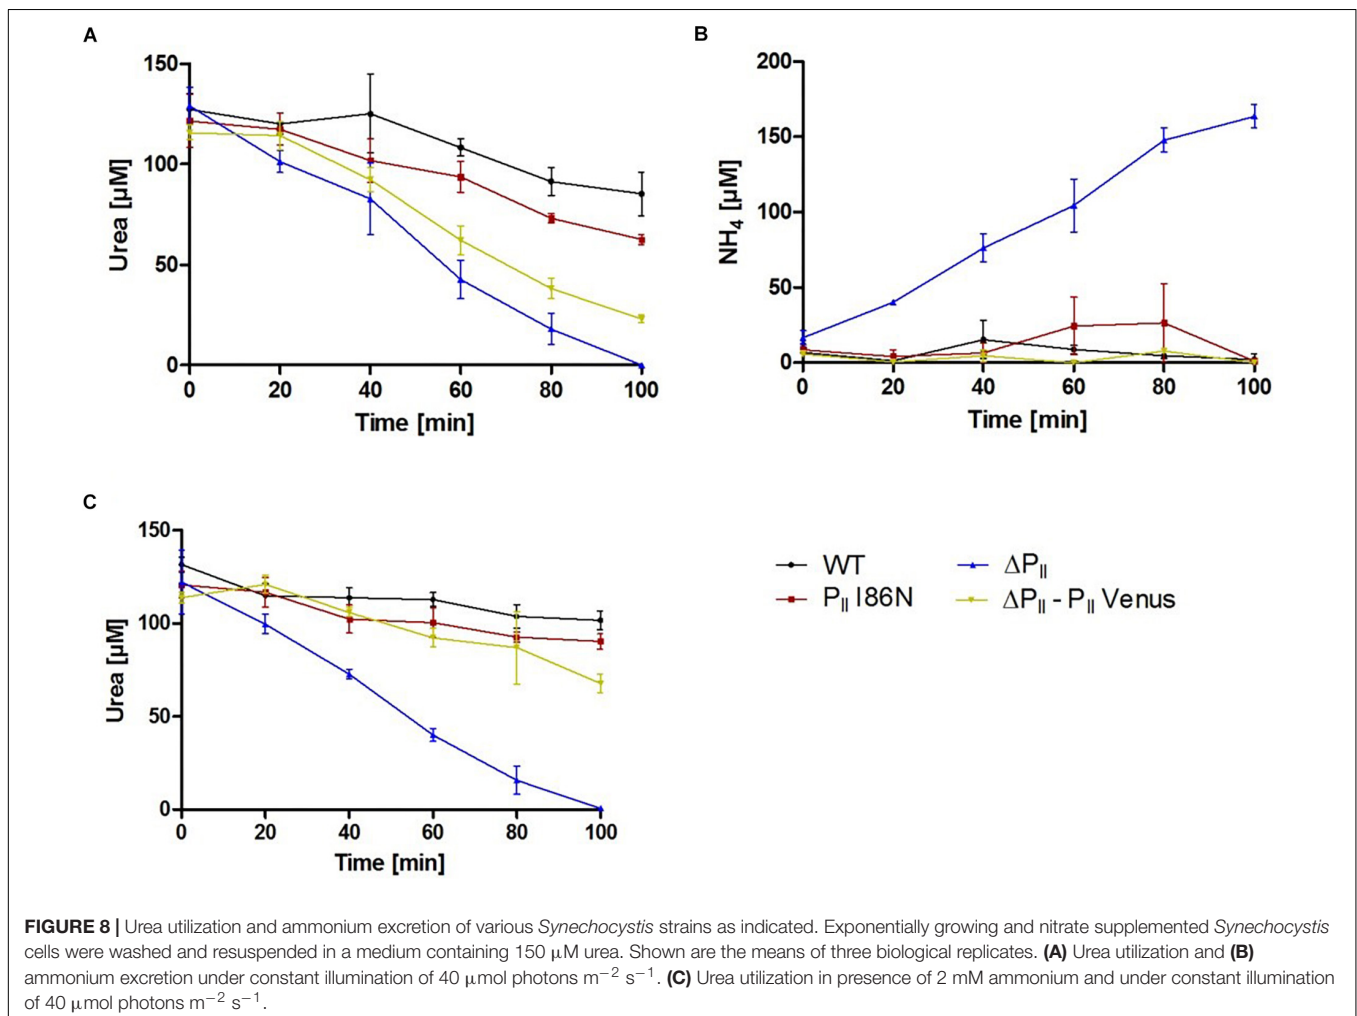 A
150
100
50
0
Urea [µM]
0 20 40 60 80 100
Time [min]
B
200
150
100
50
0
NH₄ [µM]
0 20 40 60 80 100
Time [min]
C
150
100
50
0
Urea [µM]
0 20 40 60 80 100
Time [min]
WT
P_II I86N
ΔP_II
ΔP_II - P_II Venus
FIGURE 8 | Urea utilization and ammonium excretion of various Synechocystis strains as indicated. Exponentially growing and nitrate supplemented Synechocystis
cells were washed and resuspended in a medium containing 150 µM urea. Shown are the means of three biological replicates. (A) Urea utilization and (B)
ammonium excretion under constant illumination of 40 µmol photons m⁻² s⁻¹. (C) Urea utilization in presence of 2 mM ammonium and under constant illumination
of 40 µmol photons m⁻² s⁻¹.